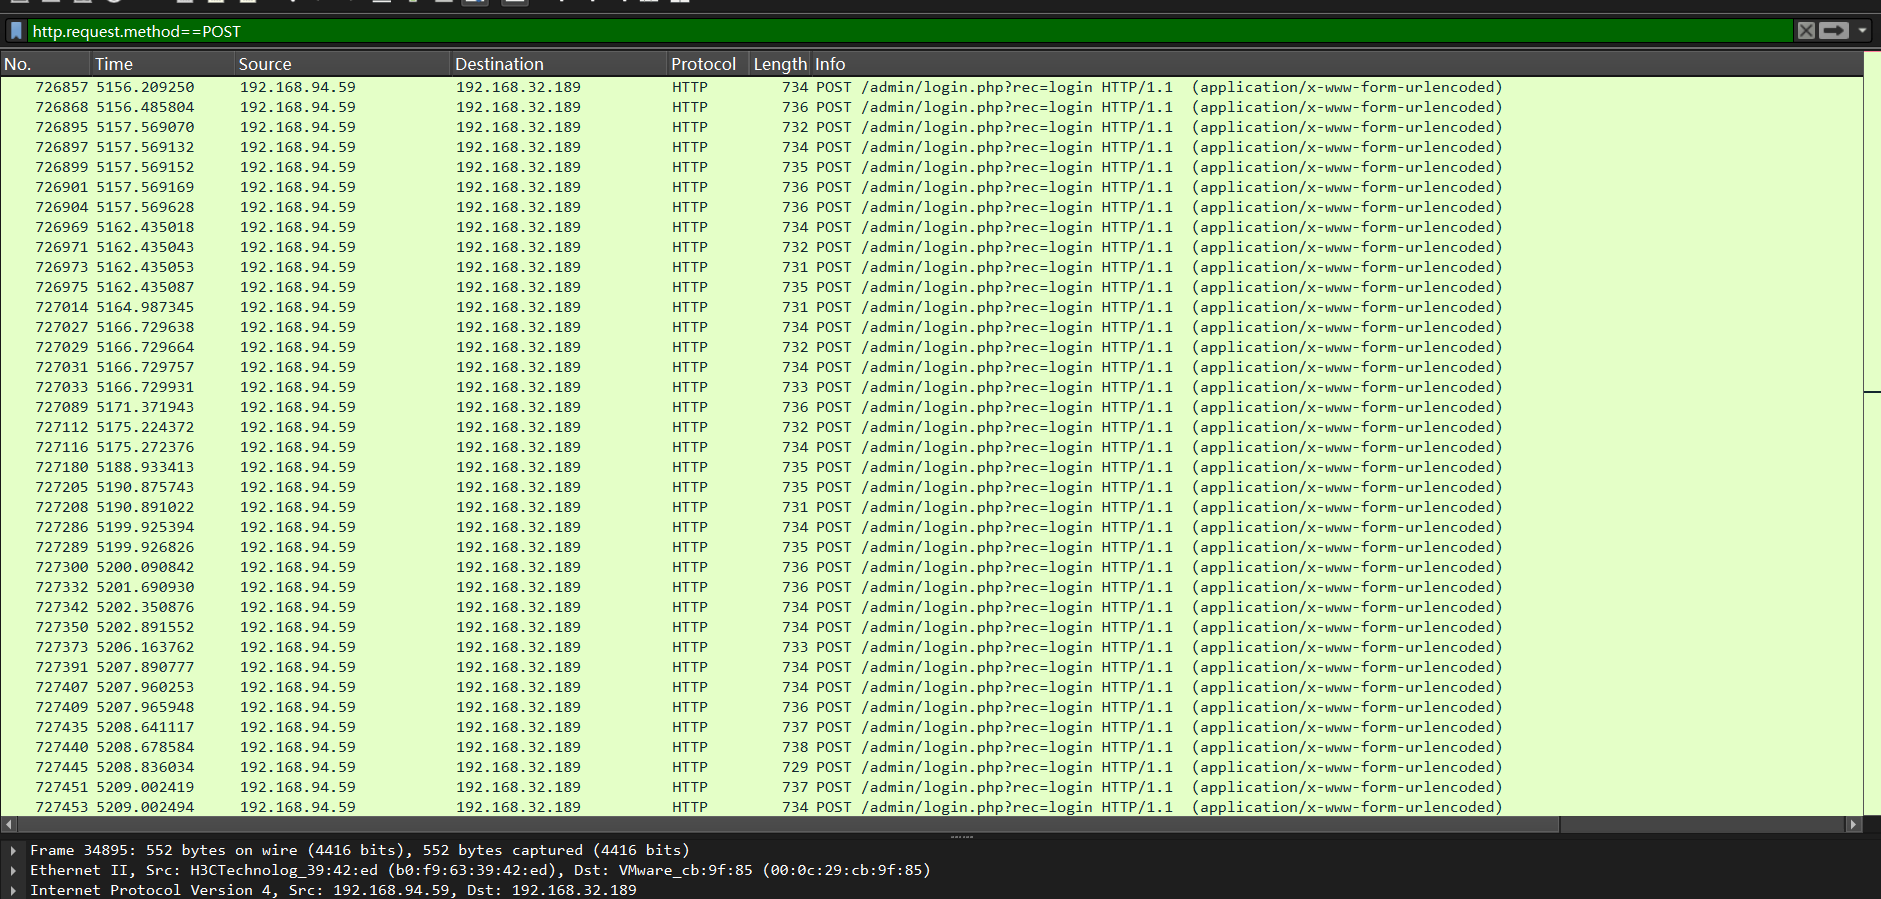 http.request.method==POST
No. Time Source Destination Protocol Length Info
726857 5156.209250 192.168.94.59 192.168.32.189 HTTP 734 POST /admin/login.php?rec=login HTTP/1.1 (application/x-www-form-urlencoded)
726868 5156.485804 192.168.94.59 192.168.32.189 HTTP 736 POST /admin/login.php?rec=login HTTP/1.1 (application/x-www-form-urlencoded)
726895 5157.569070 192.168.94.59 192.168.32.189 HTTP 732 POST /admin/login.php?rec=login HTTP/1.1 (application/x-www-form-urlencoded)
726897 5157.569132 192.168.94.59 192.168.32.189 HTTP 734 POST /admin/login.php?rec=login HTTP/1.1 (application/x-www-form-urlencoded)
726899 5157.569152 192.168.94.59 192.168.32.189 HTTP 735 POST /admin/login.php?rec=login HTTP/1.1 (application/x-www-form-urlencoded)
726901 5157.569169 192.168.94.59 192.168.32.189 HTTP 736 POST /admin/login.php?rec=login HTTP/1.1 (application/x-www-form-urlencoded)
726904 5157.569628 192.168.94.59 192.168.32.189 HTTP 736 POST /admin/login.php?rec=login HTTP/1.1 (application/x-www-form-urlencoded)
726969 5162.435018 192.168.94.59 192.168.32.189 HTTP 734 POST /admin/login.php?rec=login HTTP/1.1 (application/x-www-form-urlencoded)
726971 5162.435043 192.168.94.59 192.168.32.189 HTTP 732 POST /admin/login.php?rec=login HTTP/1.1 (application/x-www-form-urlencoded)
726973 5162.435053 192.168.94.59 192.168.32.189 HTTP 731 POST /admin/login.php?rec=login HTTP/1.1 (application/x-www-form-urlencoded)
726975 5162.435087 192.168.94.59 192.168.32.189 HTTP 735 POST /admin/login.php?rec=login HTTP/1.1 (application/x-www-form-urlencoded)
727014 5164.987345 192.168.94.59 192.168.32.189 HTTP 731 POST /admin/login.php?rec=login HTTP/1.1 (application/x-www-form-urlencoded)
727027 5166.729638 192.168.94.59 192.168.32.189 HTTP 734 POST /admin/login.php?rec=login HTTP/1.1 (application/x-www-form-urlencoded)
727029 5166.729664 192.168.94.59 192.168.32.189 HTTP 732 POST /admin/login.php?rec=login HTTP/1.1 (application/x-www-form-urlencoded)
727031 5166.729757 192.168.94.59 192.168.32.189 HTTP 734 POST /admin/login.php?rec=login HTTP/1.1 (application/x-www-form-urlencoded)
727033 5166.729931 192.168.94.59 192.168.32.189 HTTP 733 POST /admin/login.php?rec=login HTTP/1.1 (application/x-www-form-urlencoded)
727089 5171.371943 192.168.94.59 192.168.32.189 HTTP 736 POST /admin/login.php?rec=login HTTP/1.1 (application/x-www-form-urlencoded)
727112 5175.224372 192.168.94.59 192.168.32.189 HTTP 732 POST /admin/login.php?rec=login HTTP/1.1 (application/x-www-form-urlencoded)
727116 5175.272376 192.168.94.59 192.168.32.189 HTTP 734 POST /admin/login.php?rec=login HTTP/1.1 (application/x-www-form-urlencoded)
727180 5188.933413 192.168.94.59 192.168.32.189 HTTP 735 POST /admin/login.php?rec=login HTTP/1.1 (application/x-www-form-urlencoded)
727205 5190.875743 192.168.94.59 192.168.32.189 HTTP 735 POST /admin/login.php?rec=login HTTP/1.1 (application/x-www-form-urlencoded)
727208 5190.891022 192.168.94.59 192.168.32.189 HTTP 731 POST /admin/login.php?rec=login HTTP/1.1 (application/x-www-form-urlencoded)
727286 5199.925394 192.168.94.59 192.168.32.189 HTTP 734 POST /admin/login.php?rec=login HTTP/1.1 (application/x-www-form-urlencoded)
727289 5199.926826 192.168.94.59 192.168.32.189 HTTP 735 POST /admin/login.php?rec=login HTTP/1.1 (application/x-www-form-urlencoded)
727300 5200.090842 192.168.94.59 192.168.32.189 HTTP 736 POST /admin/login.php?rec=login HTTP/1.1 (application/x-www-form-urlencoded)
727332 5201.690930 192.168.94.59 192.168.32.189 HTTP 736 POST /admin/login.php?rec=login HTTP/1.1 (application/x-www-form-urlencoded)
727342 5202.350876 192.168.94.59 192.168.32.189 HTTP 734 POST /admin/login.php?rec=login HTTP/1.1 (application/x-www-form-urlencoded)
727350 5202.891552 192.168.94.59 192.168.32.189 HTTP 734 POST /admin/login.php?rec=login HTTP/1.1 (application/x-www-form-urlencoded)
727373 5206.163762 192.168.94.59 192.168.32.189 HTTP 733 POST /admin/login.php?rec=login HTTP/1.1 (application/x-www-form-urlencoded)
727391 5207.890777 192.168.94.59 192.168.32.189 HTTP 734 POST /admin/login.php?rec=login HTTP/1.1 (application/x-www-form-urlencoded)
727407 5207.960253 192.168.94.59 192.168.32.189 HTTP 734 POST /admin/login.php?rec=login HTTP/1.1 (application/x-www-form-urlencoded)
727409 5207.965948 192.168.94.59 192.168.32.189 HTTP 736 POST /admin/login.php?rec=login HTTP/1.1 (application/x-www-form-urlencoded)
727435 5208.641117 192.168.94.59 192.168.32.189 HTTP 737 POST /admin/login.php?rec=login HTTP/1.1 (application/x-www-form-urlencoded)
727440 5208.678584 192.168.94.59 192.168.32.189 HTTP 738 POST /admin/login.php?rec=login HTTP/1.1 (application/x-www-form-urlencoded)
727445 5208.836034 192.168.94.59 192.168.32.189 HTTP 729 POST /admin/login.php?rec=login HTTP/1.1 (application/x-www-form-urlencoded)
727451 5209.002419 192.168.94.59 192.168.32.189 HTTP 737 POST /admin/login.php?rec=login HTTP/1.1 (application/x-www-form-urlencoded)
727453 5209.002494 192.168.94.59 192.168.32.189 HTTP 734 POST /admin/login.php?rec=login HTTP/1.1 (application/x-www-form-urlencoded)
Frame 34895: 552 bytes on wire (4416 bits), 552 bytes captured (4416 bits)
Ethernet II, Src: H3CTechnolog_39:42:ed (b0:f9:63:39:42:ed), Dst: VMware_cb:9f:85 (00:0c:29:cb:9f:85)
Internet Protocol Version 4, Src: 192.168.94.59, Dst: 192.168.32.189